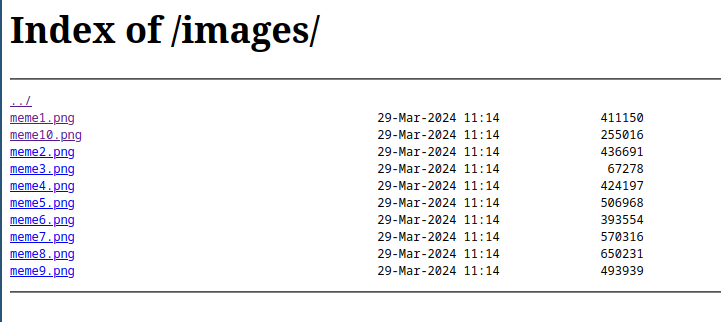 Index of /images/
../
meme1.png 29-Mar-2024 11:14 411150
meme10.png 29-Mar-2024 11:14 255016
meme2.png 29-Mar-2024 11:14 436691
meme3.png 29-Mar-2024 11:14 67278
meme4.png 29-Mar-2024 11:14 424197
meme5.png 29-Mar-2024 11:14 506968
meme6.png 29-Mar-2024 11:14 393554
meme7.png 29-Mar-2024 11:14 570316
meme8.png 29-Mar-2024 11:14 650231
meme9.png 29-Mar-2024 11:14 493939